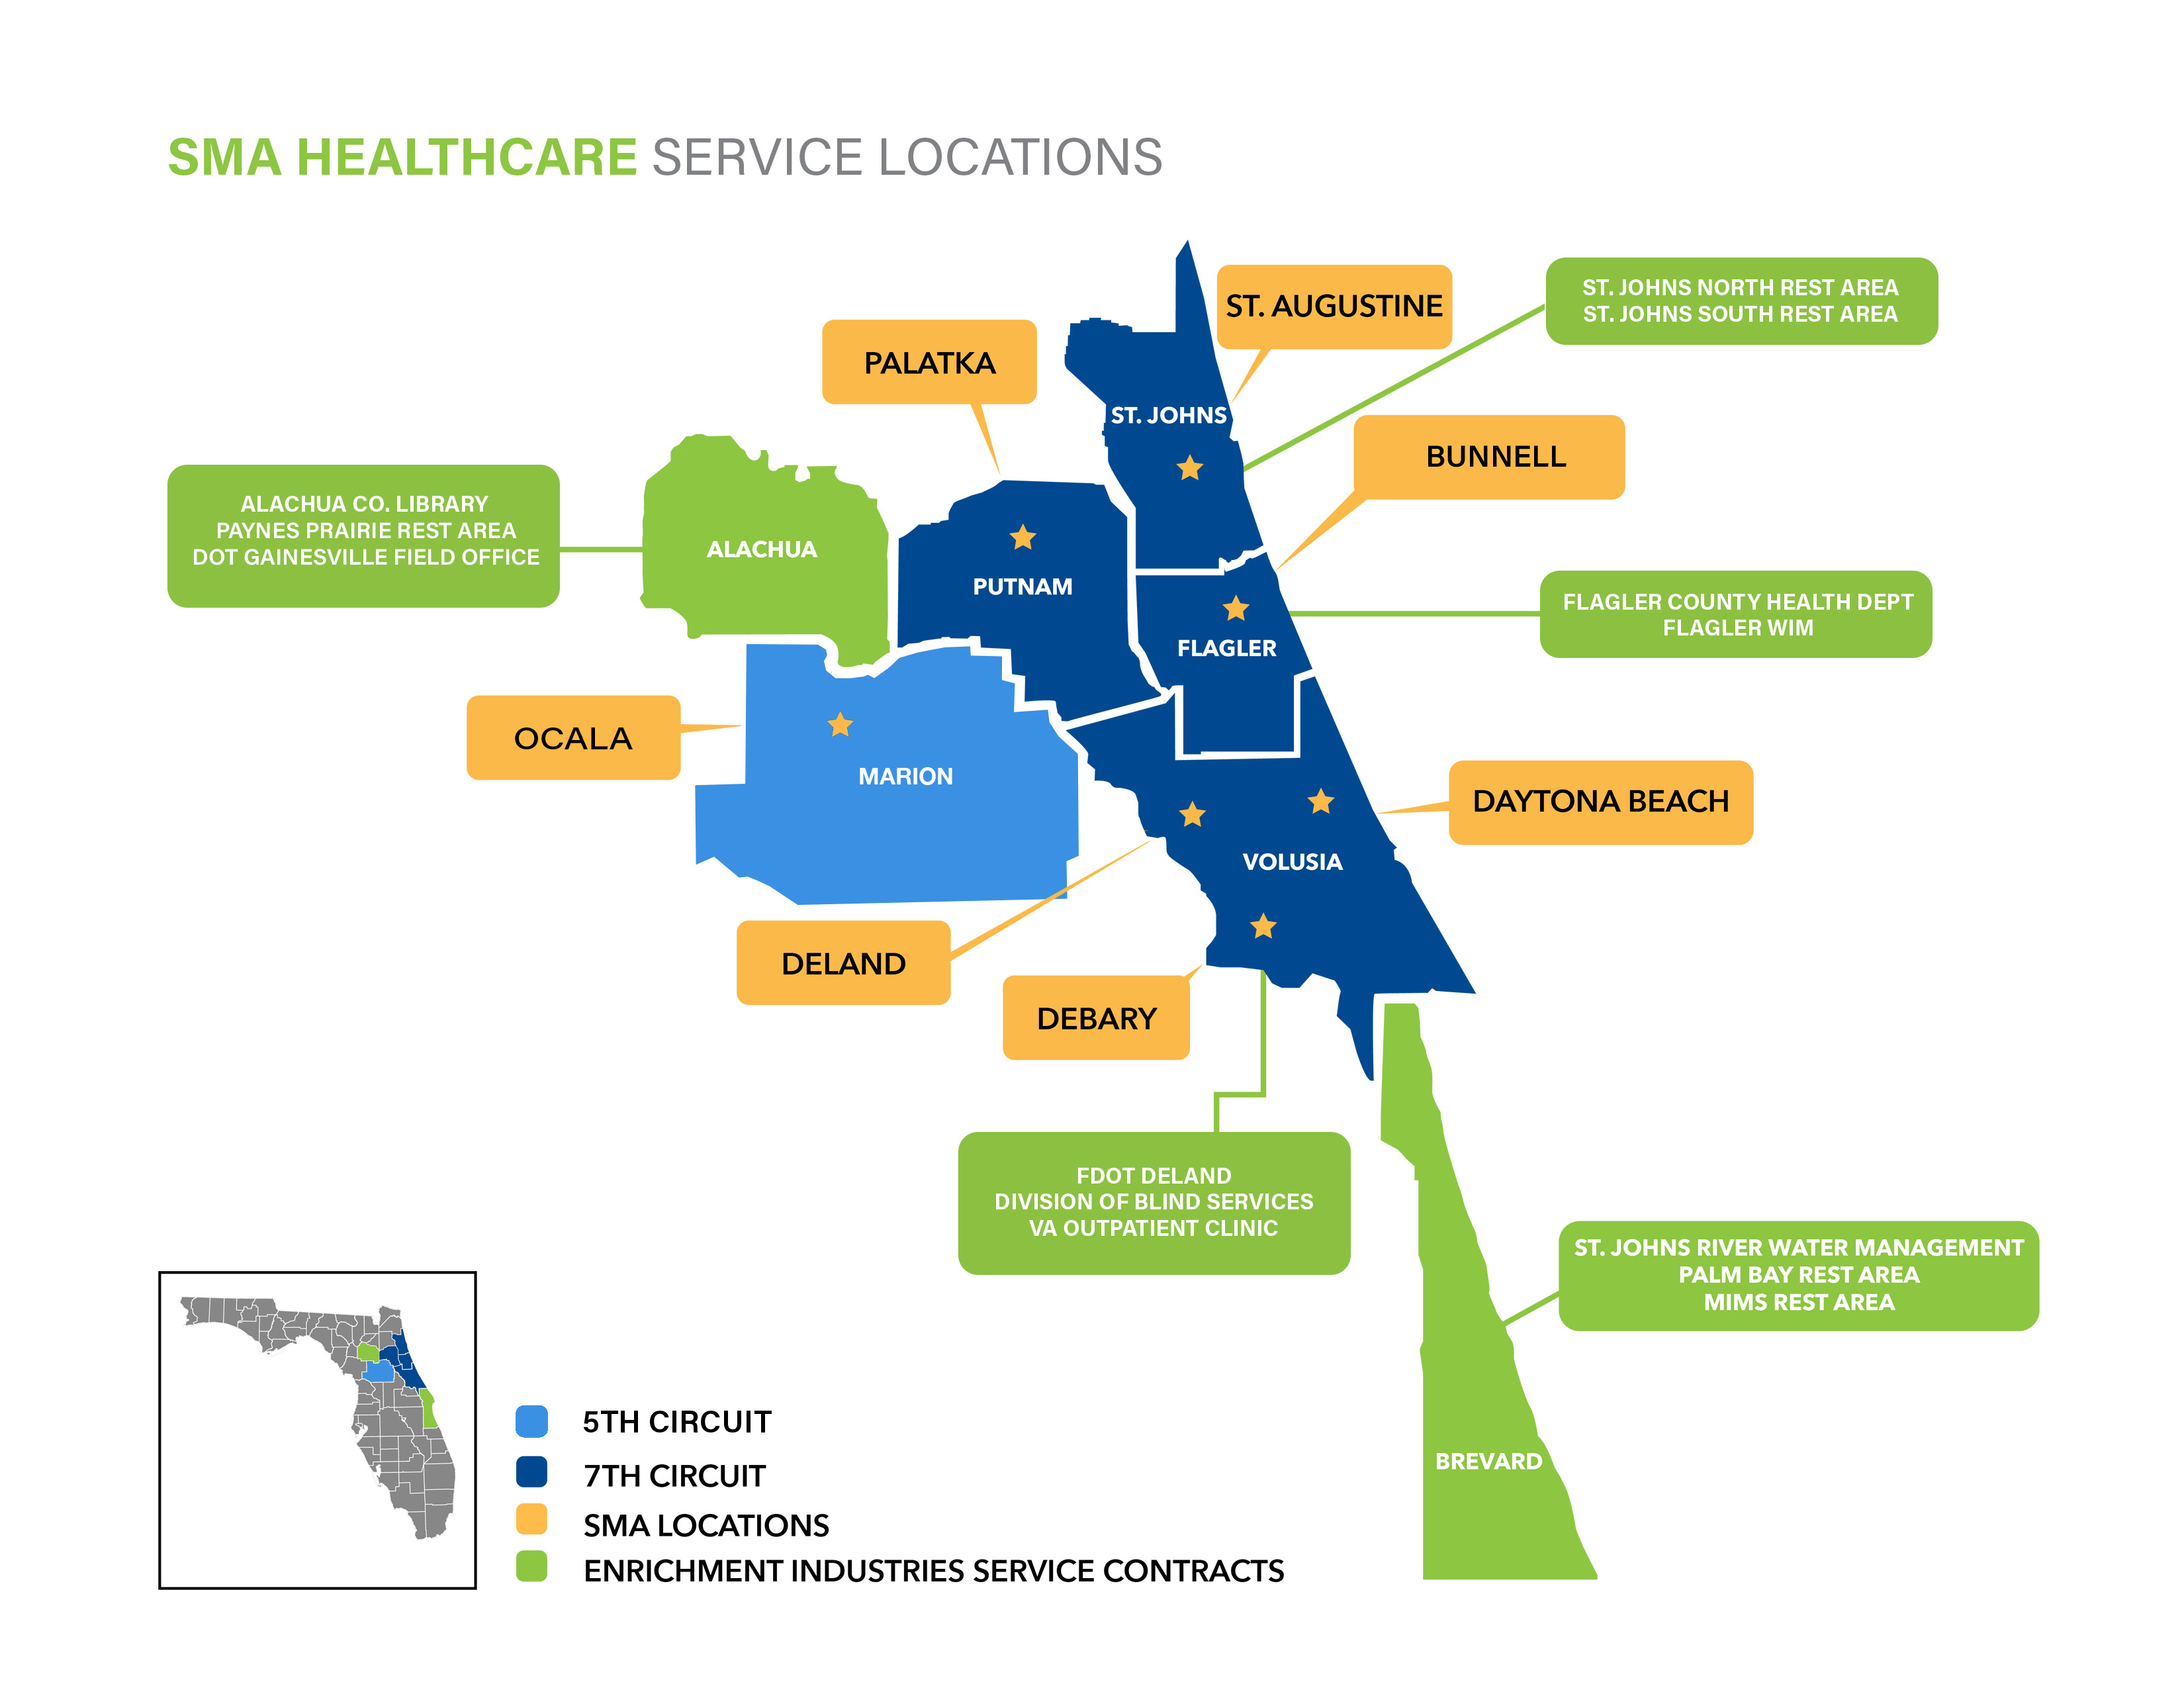 SMA HEALTHCARE SERVICE LOCATIONS
ST. AUGUSTINE
ST. JOHNS NORTH REST AREA
ST. JOHNS SOUTH REST AREA
PALATKA
ST. JOHNS
BUNNELL
ALACHUA CO. LIBRARY
PAYNES PRAIRIE REST AREA
DOT GAINESVILLE FIELD OFFICE
ALACHUA
PUTNAM
FLAGLER COUNTY HEALTH DEPT
FLAGLER WIM
FLAGLER
OCALA
MARION
DAYTONA BEACH
VOLUSIA
DELAND
DEBARY
FDOT DELAND
DIVISION OF BLIND SERVICES
VA OUTPATIENT CLINIC
ST. JOHNS RIVER WATER MANAGEMENT
PALM BAY REST AREA
MIMS REST AREA
BREVARD
5TH CIRCUIT
7TH CIRCUIT
SMA LOCATIONS
ENRICHMENT INDUSTRIES SERVICE CONTRACTS